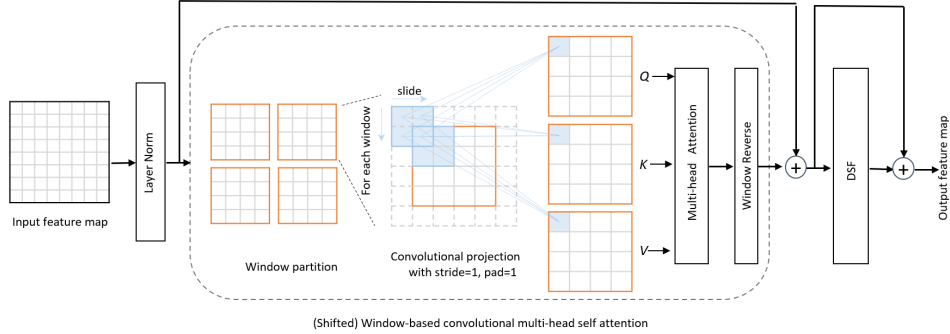 Input feature map
Layer Norm
Window partition
For each window
slide
Convolutional projection
with stride=1, pad=1
Q
K
V
Multi-head Attention
Window Reverse
+
DSF
+
Output feature map
(Shifted) Window-based convolutional multi-head self attention